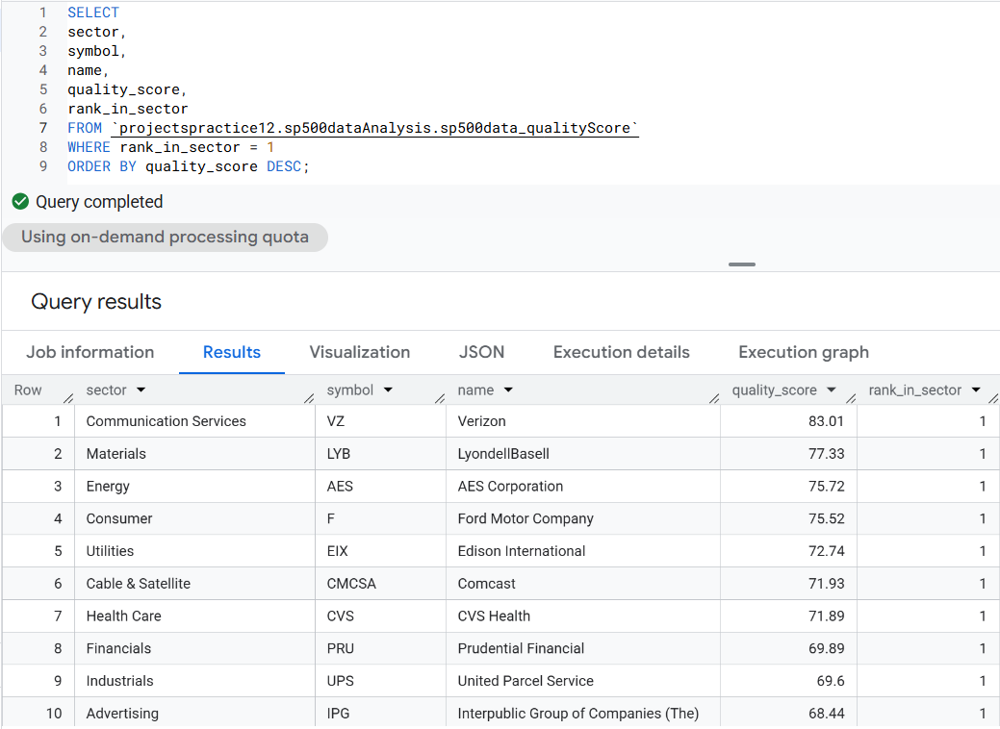 1 SELECT
2 sector,
3 symbol,
4 name,
5 quality_score,
6 rank_in_sector
7 FROM `projectspractice12.sp500dataAnalysis.sp500data_qualityScore`
8 WHERE rank_in_sector = 1
9 ORDER BY quality_score DESC;
Query completed
Using on-demand processing quota
Query results
Job information Results Visualization JSON Execution details Execution graph
Row sector symbol name quality_score rank_in_sector
1 Communication Services VZ Verizon 83.01 1
2 Materials LYB LyondellBasell 77.33 1
3 Energy AES AES Corporation 75.72 1
4 Consumer F Ford Motor Company 75.52 1
5 Utilities EIX Edison International 72.74 1
6 Cable & Satellite CMCSA Comcast 71.93 1
7 Health Care CVS CVS Health 71.89 1
8 Financials PRU Prudential Financial 69.89 1
9 Industrials UPS United Parcel Service 69.6 1
10 Advertising IPG Interpublic Group of Companies (The) 68.44 1